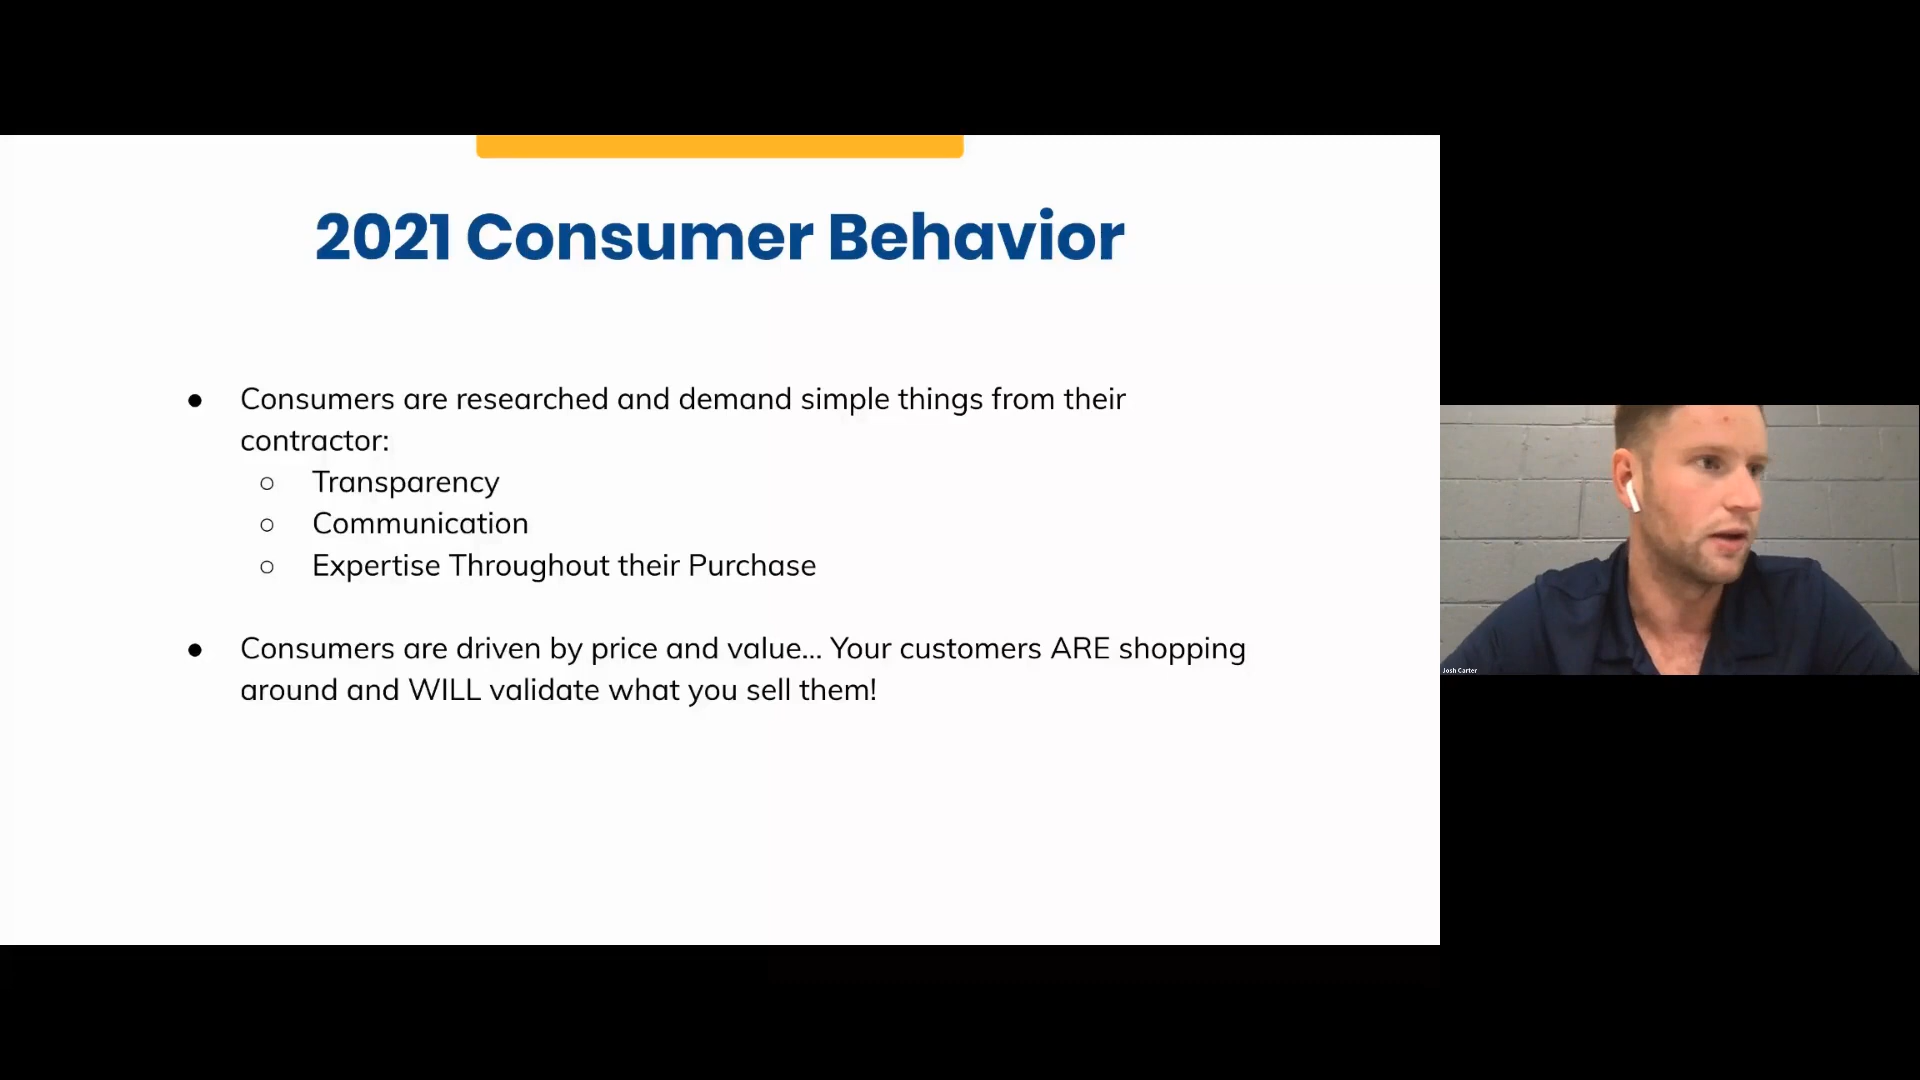 2021 Consumer Behavior
● Consumers are researched and demand simple things from their
contractor:
○ Transparency
○ Communication
○ Expertise Throughout their Purchase
● Consumers are driven by price and value... Your customers ARE shopping
around and WILL validate what you sell them!
Josh Carter